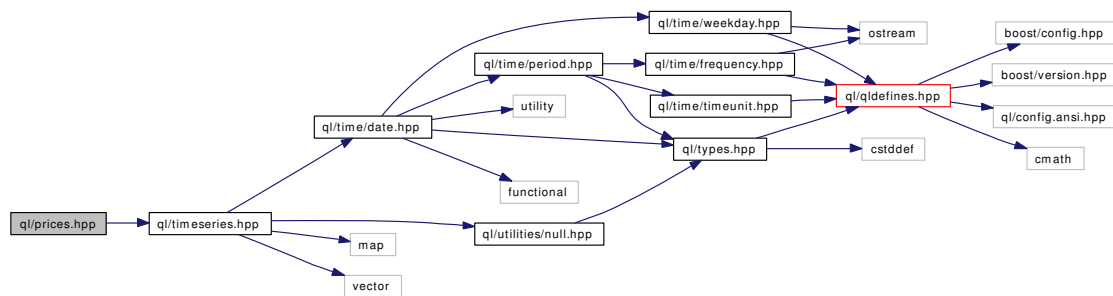 ql/prices.hpp
ql/timeseries.hpp
ql/time/date.hpp
ql/utilities/null.hpp
map
vector
ql/time/period.hpp
utility
functional
ql/time/weekday.hpp
ql/time/frequency.hpp
ql/time/timeunit.hpp
ql/types.hpp
ostream
ql/qldefines.hpp
cstddef
boost/config.hpp
boost/version.hpp
ql/config.ansi.hpp
cmath